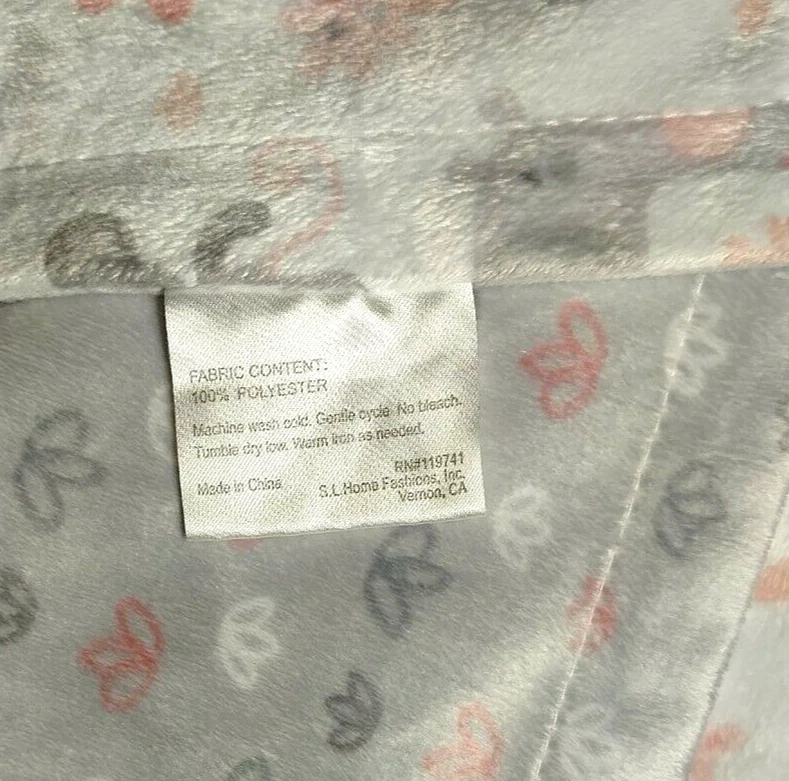 FABRIC CONTENT:
100% POLYESTER
Machine wash cold. Gentle cycle. No bleach.
Tumble dry low. Warm iron as needed.
RN#119741
Made in China
S.L.Home Fashions, Inc.
Vernon, CA